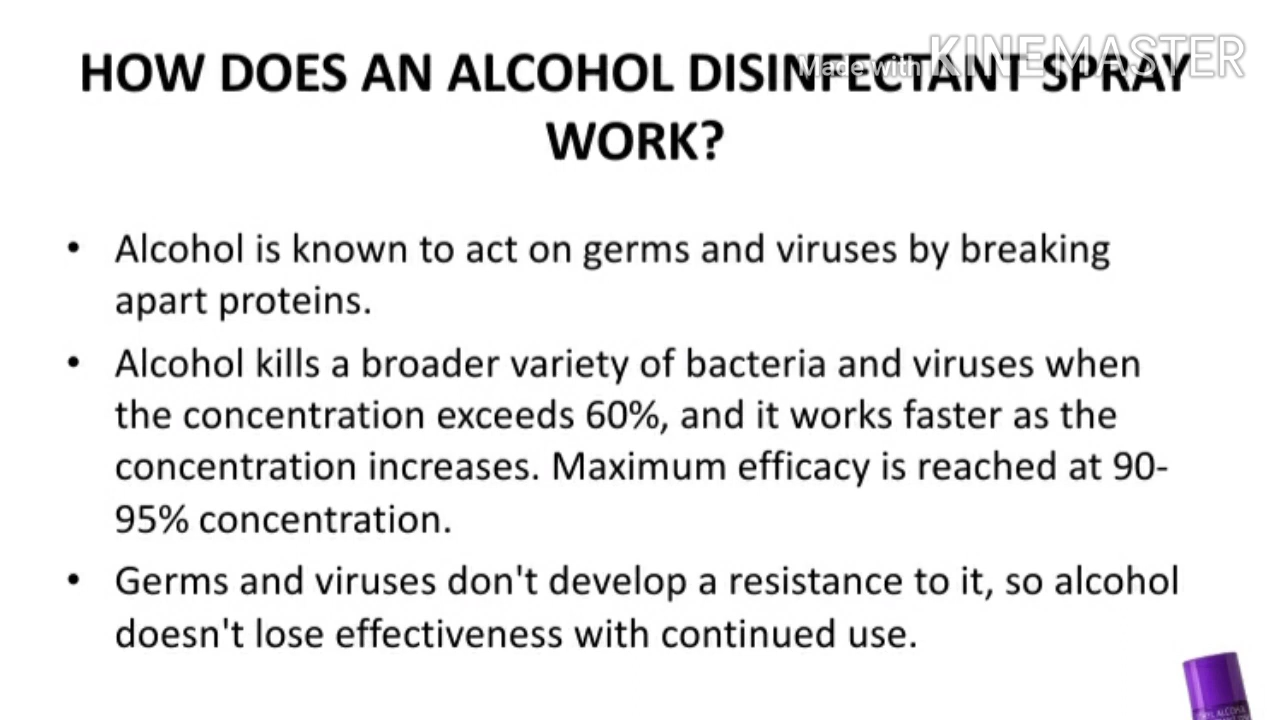 HOW DOES AN ALCOHOL DISINFECTANT SPRAY
Made with KINEMASTER
WORK?
• Alcohol is known to act on germs and viruses by breaking
apart proteins.
• Alcohol kills a broader variety of bacteria and viruses when
the concentration exceeds 60%, and it works faster as the
concentration increases. Maximum efficacy is reached at 90-
95% concentration.
• Germs and viruses don't develop a resistance to it, so alcohol
doesn't lose effectiveness with continued use.
ALCOHOL